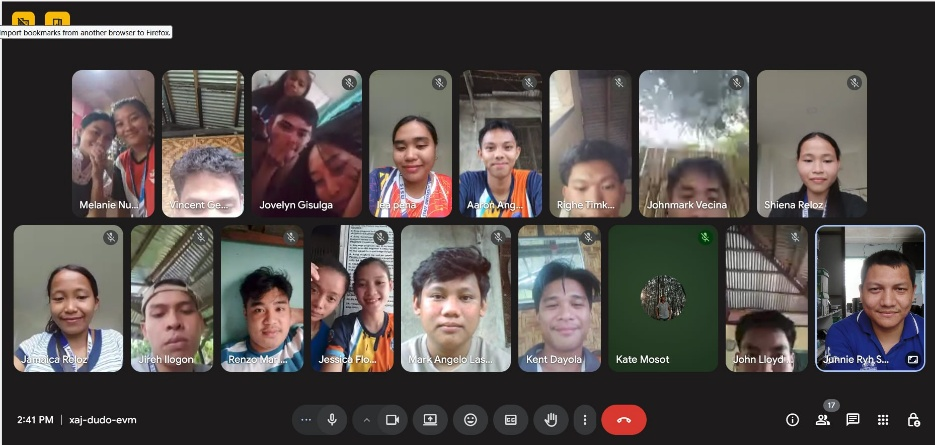 Import bookmarks from another browser to Firefox.
Melanie Nu...
Vincent Ge...
Jovelyn Gisulga
lea pena
Aaron Ang...
Righe Timk...
Johnmark Vecina
Shiena Reloz
Jamaica Reloz
Jireh Ilogoni
Renzo Mar...
Jessica Flo...
Mark Angelo Las...
Kent Dayola
Kate Mosot
John Lloyd
Junnie Ryh S...
2:41 PM | xaj-dudo-evm
17